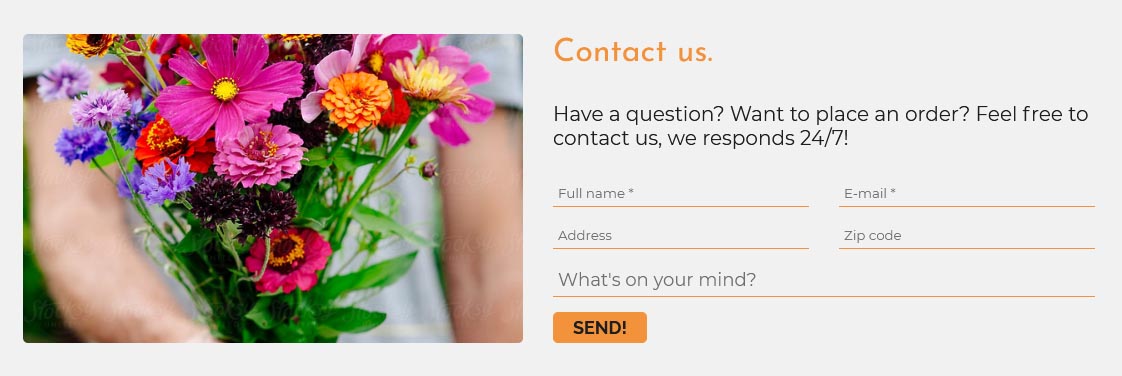 Contact us.
Have a question? Want to place an order? Feel free to
contact us, we responds 24/7!
Full name *
E-mail *
Address
Zip code
What's on your mind?
SEND!